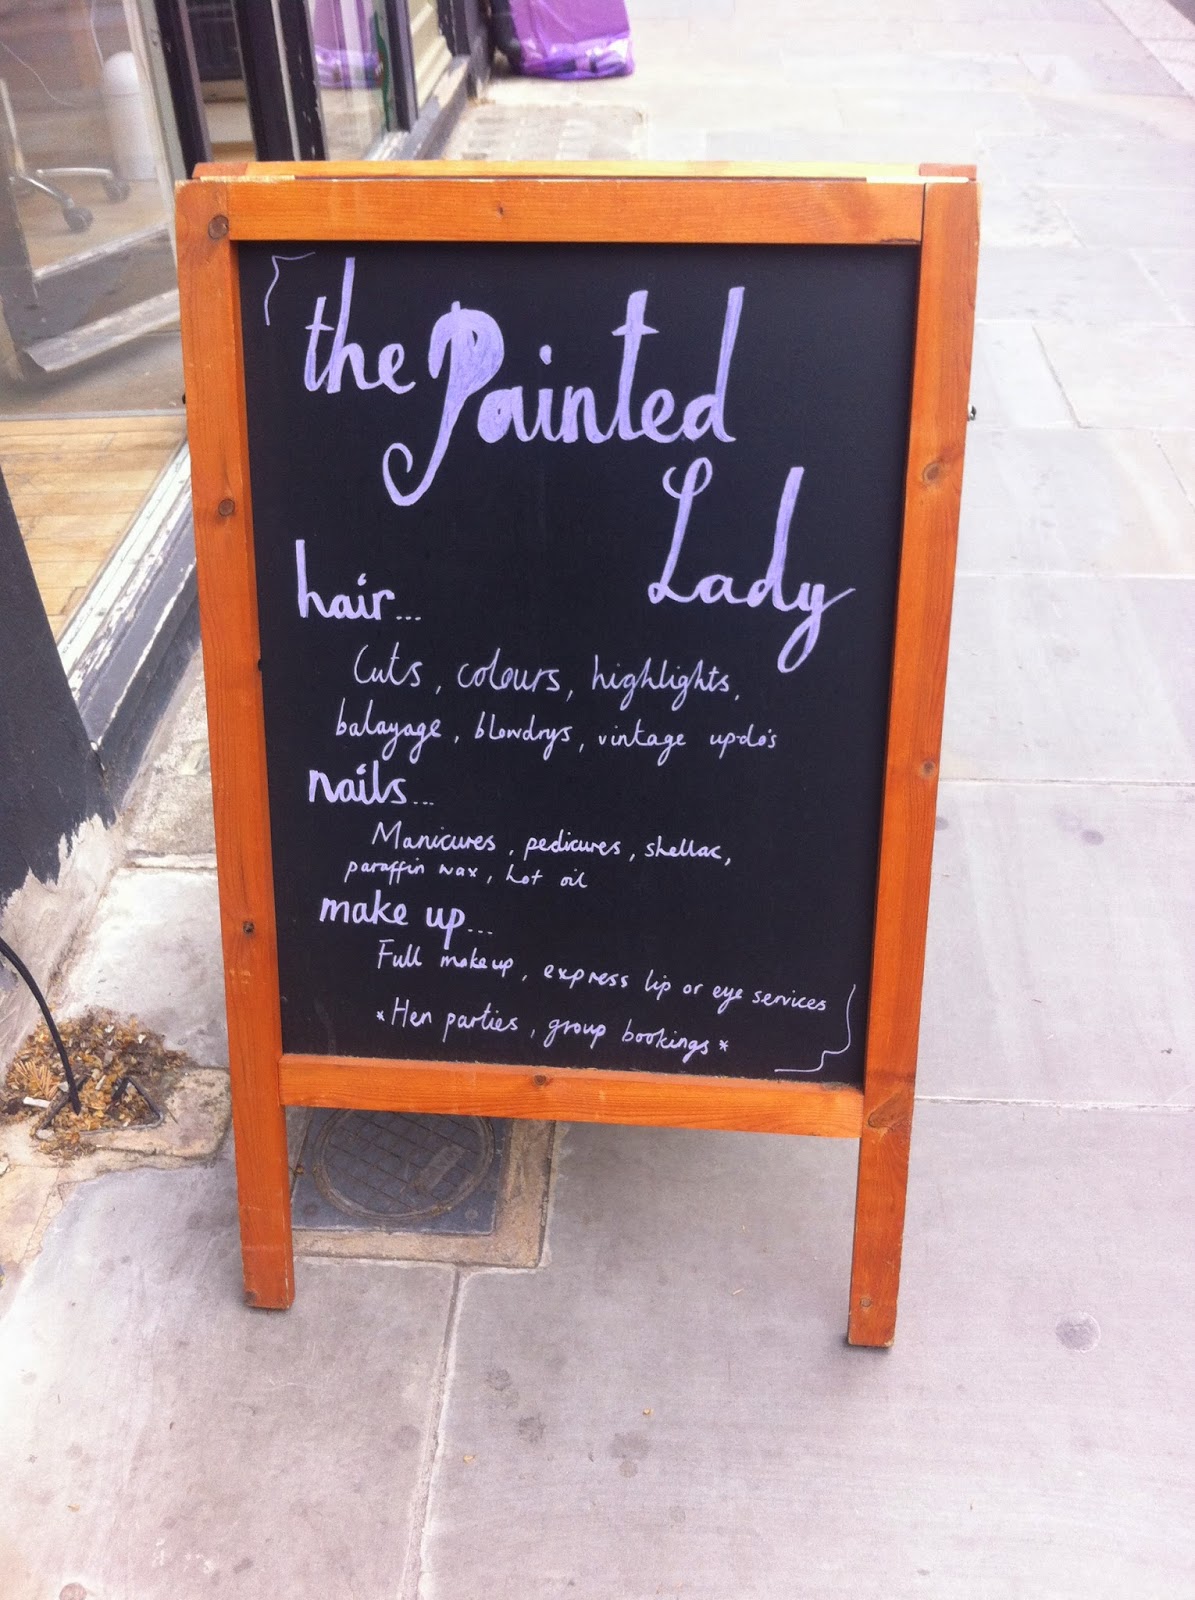 the Painted
Lady
hair...
Cuts, colours, highlights,
balayage, blowdrys, vintage up-do's
nails...
Manicures, pedicures, shellac,
paraffin wax, hot oil
make up...
Full makeup, express lip or eye services
*Hen parties, group bookings*